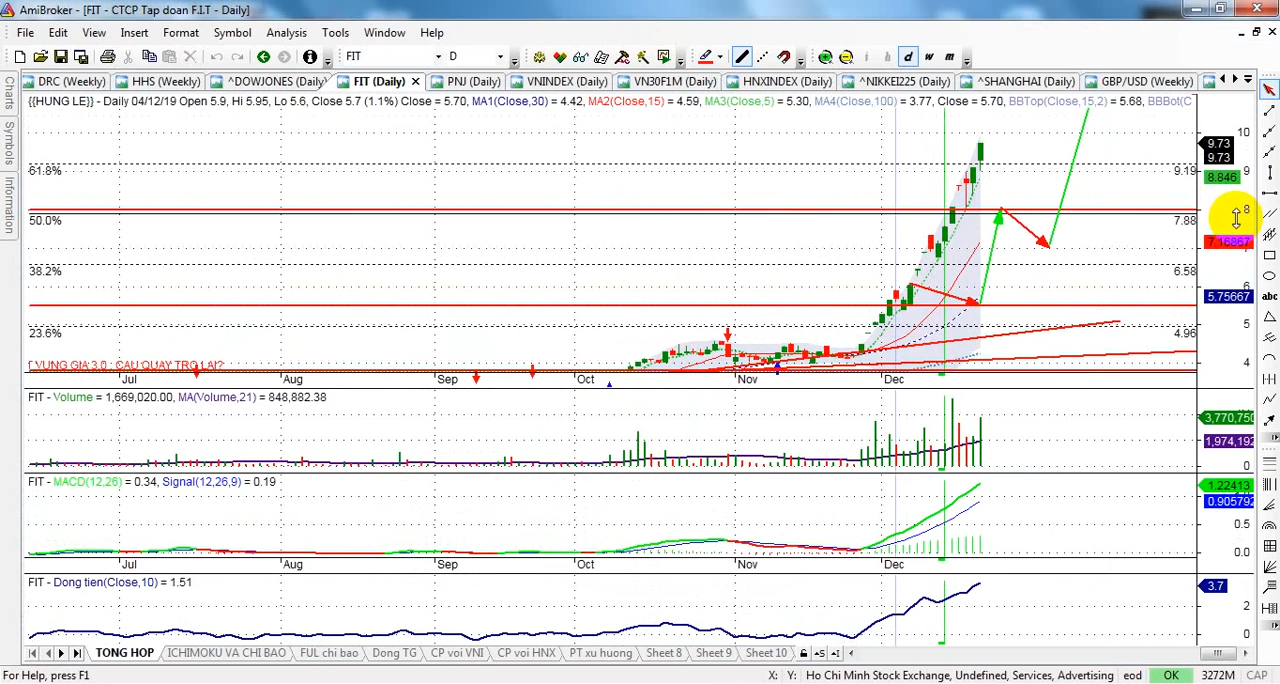 AmiBroker - [FIT - CTCP Tap doan F.I.T - Daily]
File Edit View Insert Format Symbol Analysis Tools Window Help
FIT D i d w m
DRC (Weekly) HHS (Weekly) ^DOWJONES (Daily) FIT (Daily) PNJ (Daily) VNINDEX (Daily) VN30F1M (Daily) HNXINDEX (Daily) ^NIKKEI225 (Daily) ^SHANGHAI (Daily) GBP/USD (Weekly)
Charts
Symbols
Information
{{HUNG LE}} - Daily 04/12/19 Open 5.9, Hi 5.95, Lo 5.6, Close 5.7 (1.1%) Close = 5.70, MA1(Close,30) = 4.42, MA2(Close,15) = 4.59, MA3(Close,5) = 5.30, MA4(Close,100) = 3.77, Close = 5.70, BBTop(Close,15,2) = 5.68, BBBot(C
10
9.73
9.73
61.8% 9.19 9
8.846
8
50.0% 7.88
7.16867
38.2% 6.58
6
5.75667
5
23.6% 4.96
VUNG GIA 3.0 : CAU QUAY TRO LAI? 4
Jul Aug Sep Oct Nov Dec
FIT - Volume = 1,669,020.00, MA(Volume,21) = 848,882.38
3,770,750
1,974,192
0
FIT - MACD(12,26) = 0.34, Signal(12,26,9) = 0.19
1.22413
0.905792
0.5
0.0
Jul Aug Sep Oct Nov Dec
FIT - Dong tien(Close,10) = 1.51
3.7
2
0
TONG HOP ICHIMOKU VA CHI BAO FUL chi bao Dong TG CP voi VNI CP voi HNX PT xu huong Sheet 8 Sheet 9 Sheet 10
For Help, press F1 X: Y: Ho Chi Minh Stock Exchange, Undefined, Services, Advertising eod OK 3272M CAP
abc